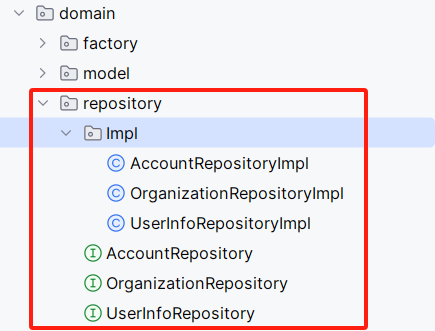 domain
factory
model
repository
Impl
AccountRepositoryImpl
OrganizationRepositoryImpl
UserInfoRepositoryImpl
AccountRepository
OrganizationRepository
UserInfoRepository